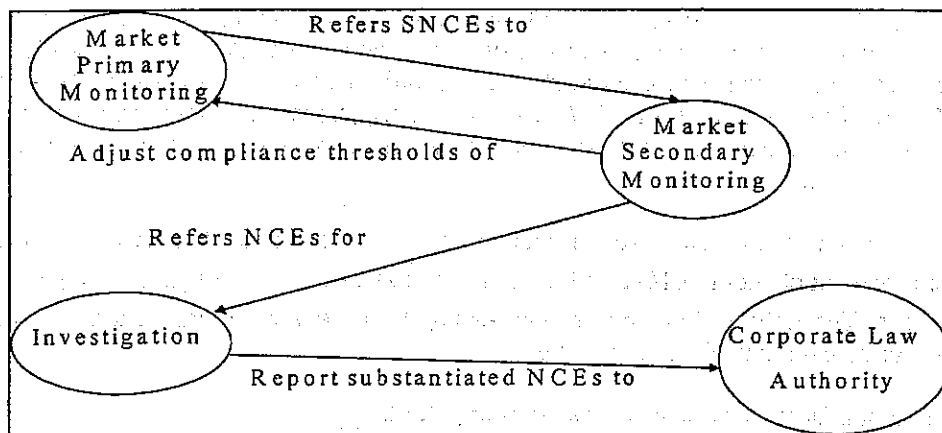 Refers SNCEs to
Market
Primary
Monitoring
Market
Secondary
Monitoring
Adjust compliance thresholds of
Refers NCEs for
Investigation
Corporate Law
Authority
Report substantiated NCEs to